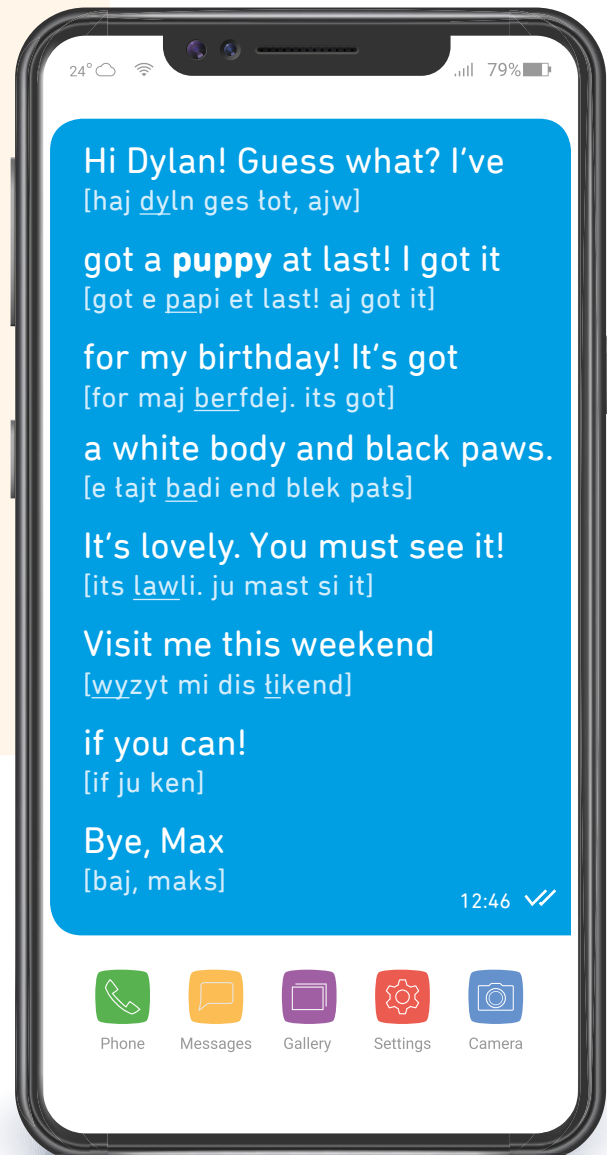 24° 79%
Hi Dylan! Guess what? I've
[haj dyln ges łot, ajw]
got a puppy at last! I got it
[got e papi et last! aj got it]
for my birthday! It's got
[for maj berfdej. its got]
a white body and black paws.
[e łajt badi end blek pałs]
It's lovely. You must see it!
[its lawli. ju mast si it]
Visit me this weekend
[wyzyt mi dis łikend]
if you can!
[if ju ken]
Bye, Max
[baj, maks]
12:46
Phone Messages Gallery Settings Camera